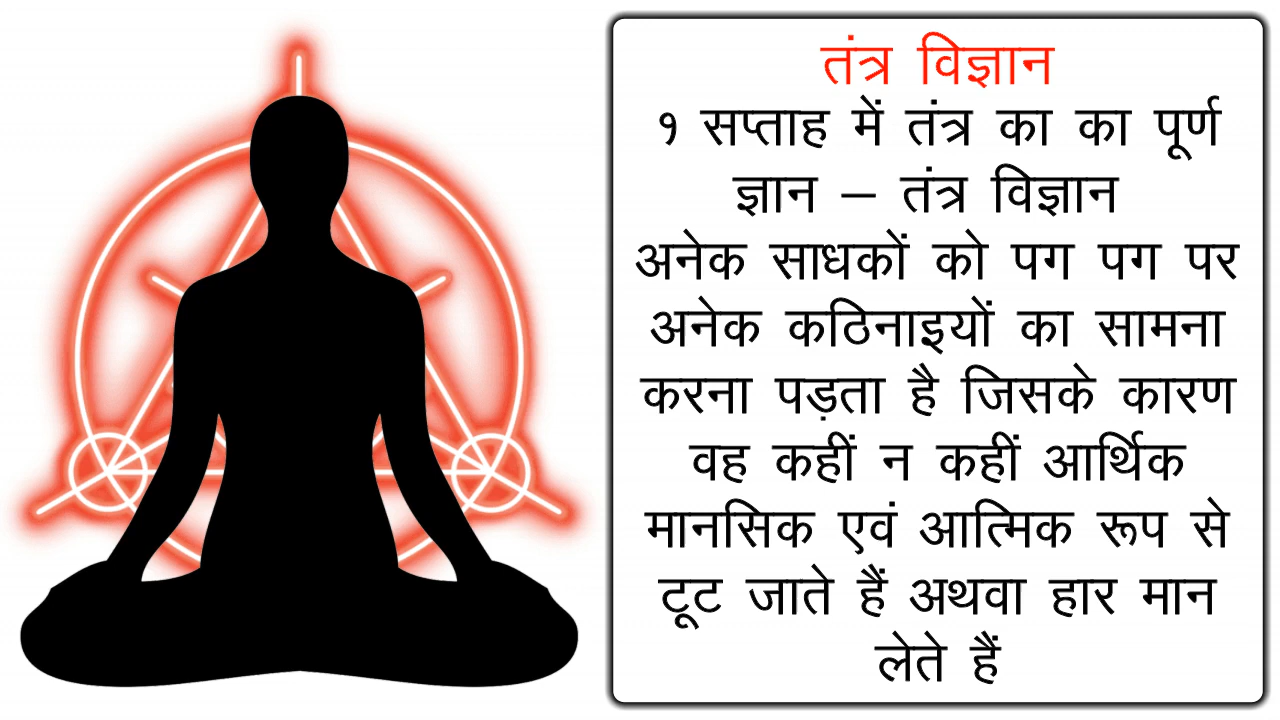 तंत्र विज्ञान
१ सप्ताह में तंत्र का का पूर्ण
ज्ञान – तंत्र विज्ञान
अनेक साधकों को पग पग पर
अनेक कठिनाइयों का सामना
करना पड़ता है जिसके कारण
वह कहीं न कहीं आर्थिक
मानसिक एवं आत्मिक रूप से
टूट जाते हैं अथवा हार मान
लेते हैं